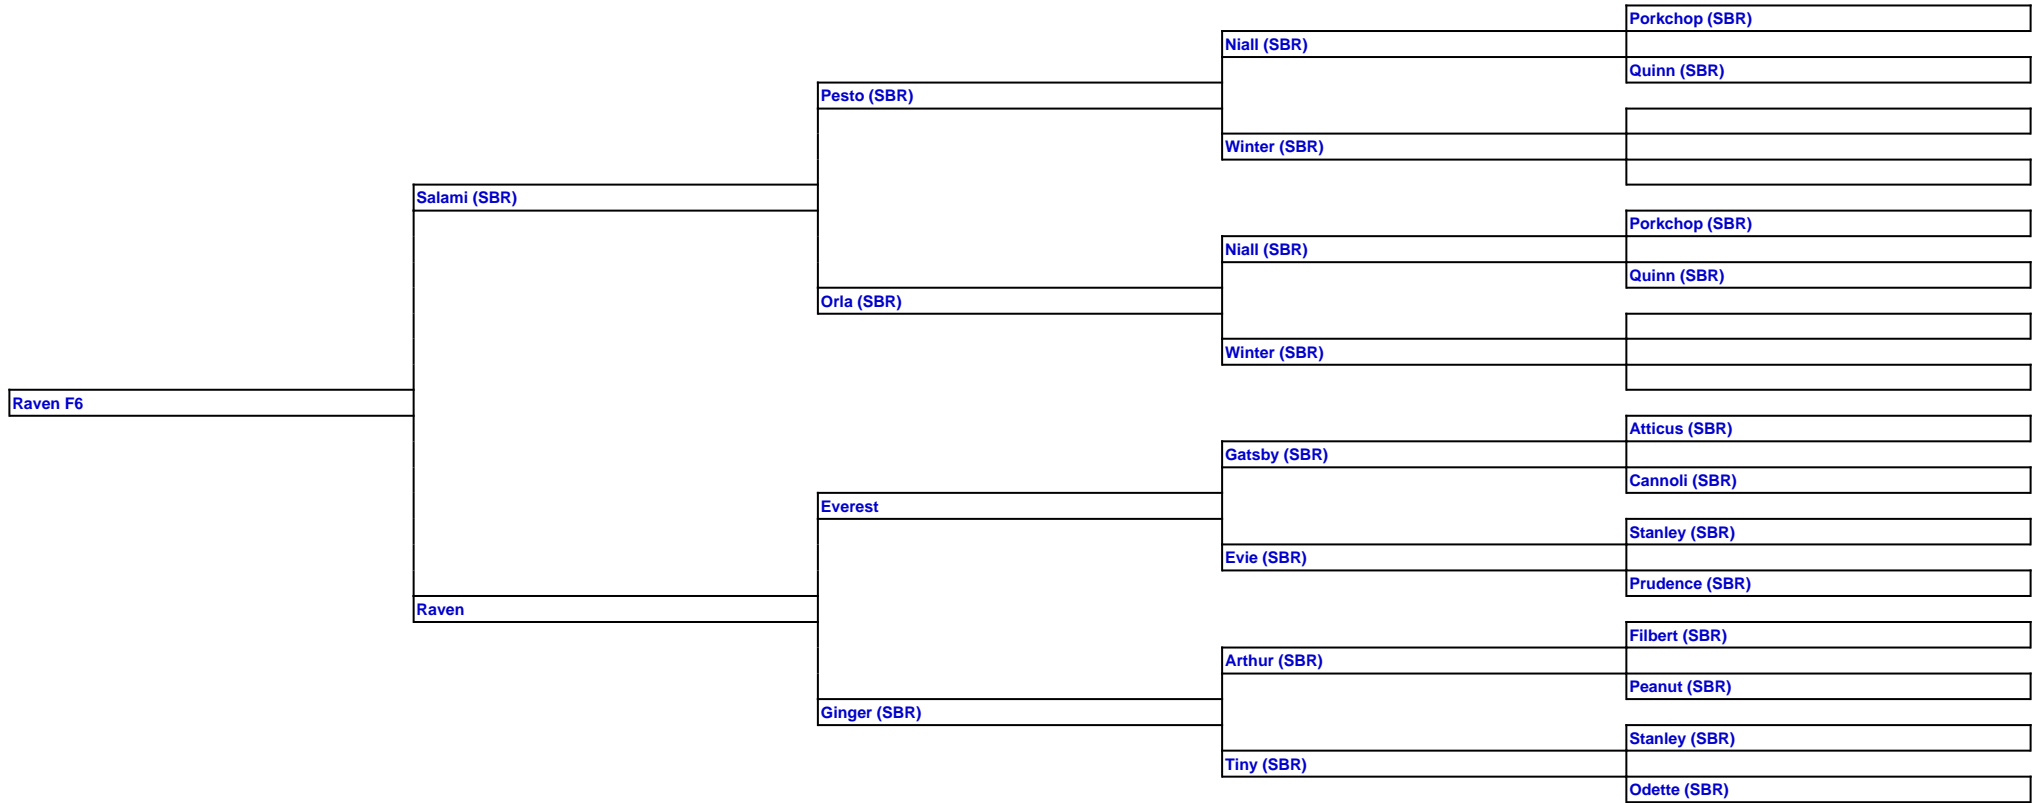 Porkchop (SBR)
Niall (SBR)
Quinn (SBR)
Pesto (SBR)
Winter (SBR)
Salami (SBR)
Porkchop (SBR)
Niall (SBR)
Quinn (SBR)
Orla (SBR)
Winter (SBR)
Raven F6
Atticus (SBR)
Gatsby (SBR)
Cannoli (SBR)
Everest
Stanley (SBR)
Evie (SBR)
Prudence (SBR)
Raven
Filbert (SBR)
Arthur (SBR)
Peanut (SBR)
Ginger (SBR)
Stanley (SBR)
Tiny (SBR)
Odette (SBR)